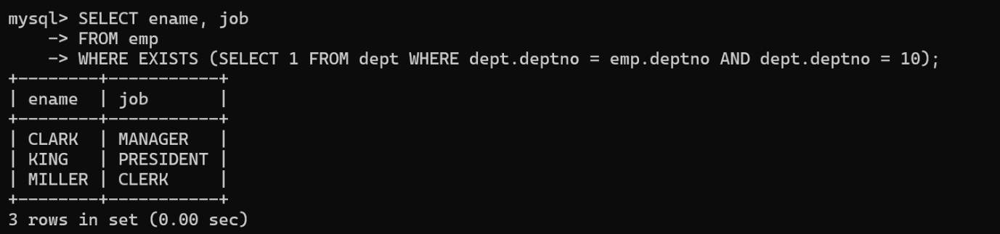 mysql> SELECT ename, job
    -> FROM emp
    -> WHERE EXISTS (SELECT 1 FROM dept WHERE dept.deptno = emp.deptno AND dept.deptno = 10);
+--------+-----------+
| ename  | job       |
+--------+-----------+
| CLARK  | MANAGER   |
| KING   | PRESIDENT |
| MILLER | CLERK     |
+--------+-----------+
3 rows in set (0.00 sec)